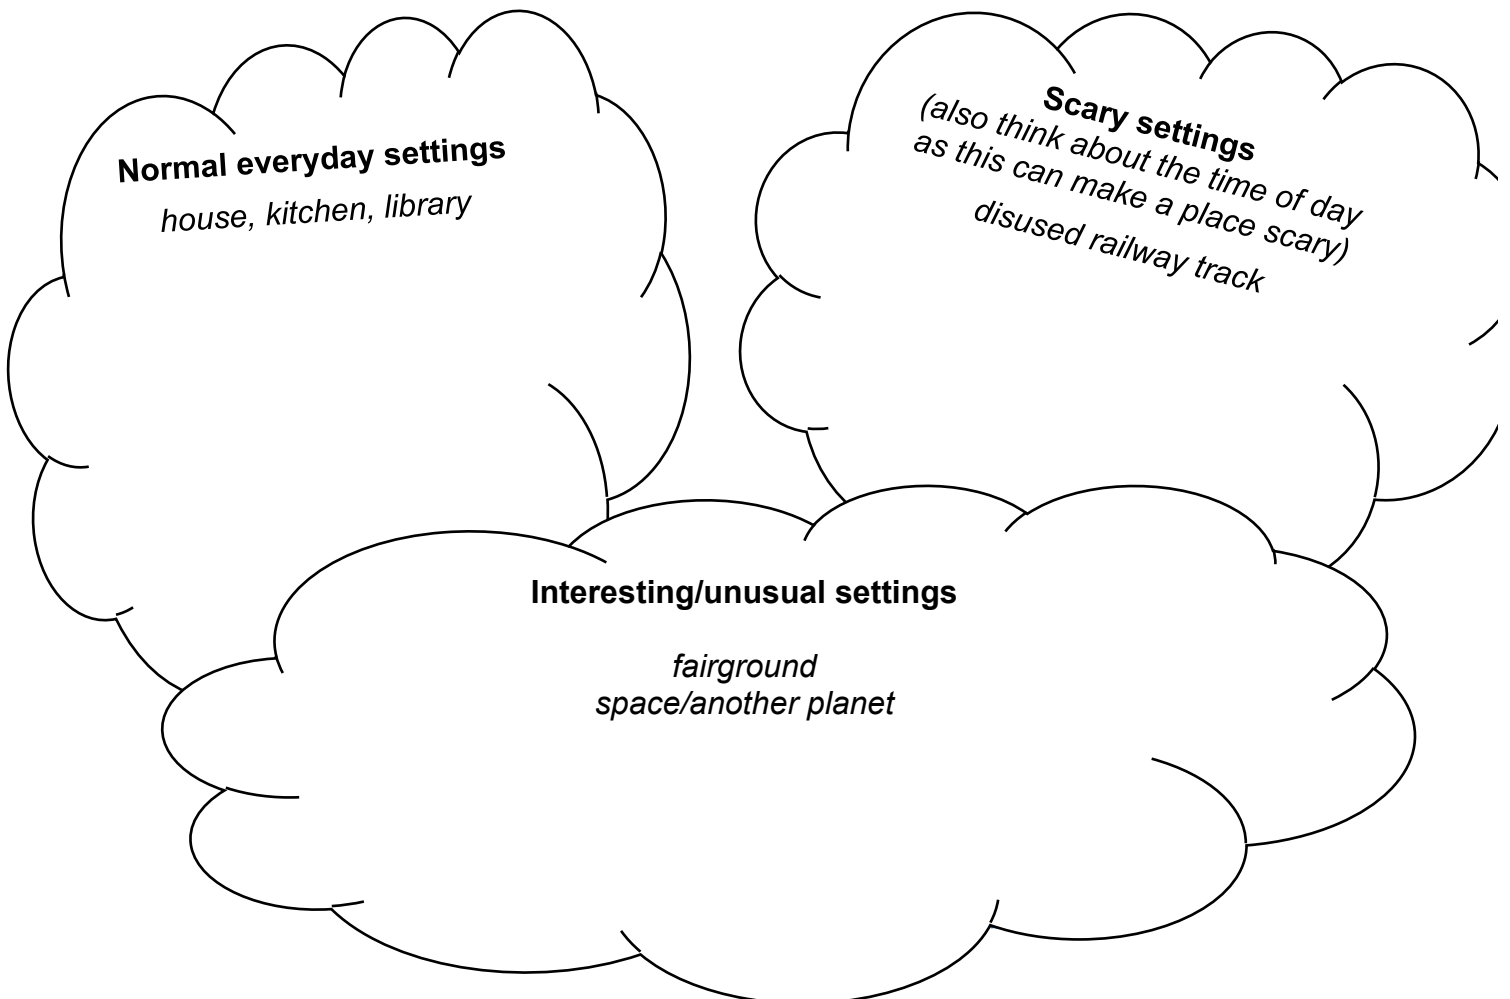 Normal everyday settings
house, kitchen, library
Scary settings
(also think about the time of day
as this can make a place scary)
disused railway track
Interesting/unusual settings
fairground
space/another planet